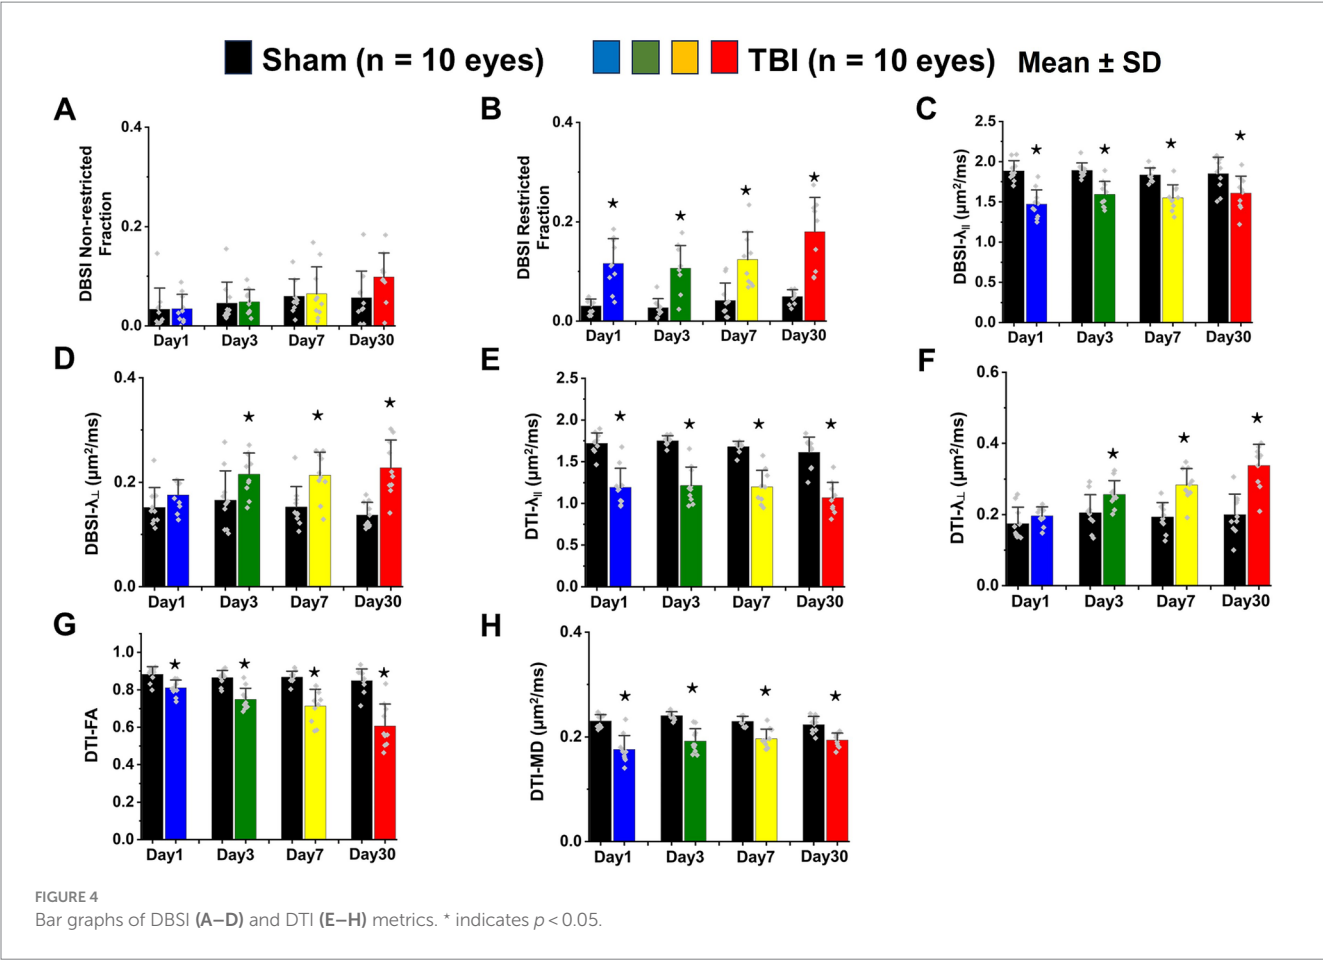 Sham (n = 10 eyes) TBI (n = 10 eyes) Mean ± SD
A
DBSI Non-restricted
Fraction
0.4
0.2
0.0
Day1 Day3 Day7 Day30
B
DBSI Restricted
Fraction
0.4
0.2
0.0
Day1 Day3 Day7 Day30
C
DBSI-λ∥ (μm²/ms)
2.5
2.0
1.5
1.0
0.5
0.0
Day1 Day3 Day7 Day30
D
DBSI-λ⊥ (μm²/ms)
0.4
0.2
0.0
Day1 Day3 Day7 Day30
E
DTI-λ∥ (μm²/ms)
2.5
2.0
1.5
1.0
0.5
0.0
Day1 Day3 Day7 Day30
F
DTI-λ⊥ (μm²/ms)
0.6
0.4
0.2
0.0
Day1 Day3 Day7 Day30
G
DTI-FA
1.0
0.8
0.6
0.4
0.2
0.0
Day1 Day3 Day7 Day30
H
DTI-MD (μm²/ms)
0.4
0.2
0.0
Day1 Day3 Day7 Day30
FIGURE 4
Bar graphs of DBSI (A–D) and DTI (E–H) metrics. * indicates p < 0.05.